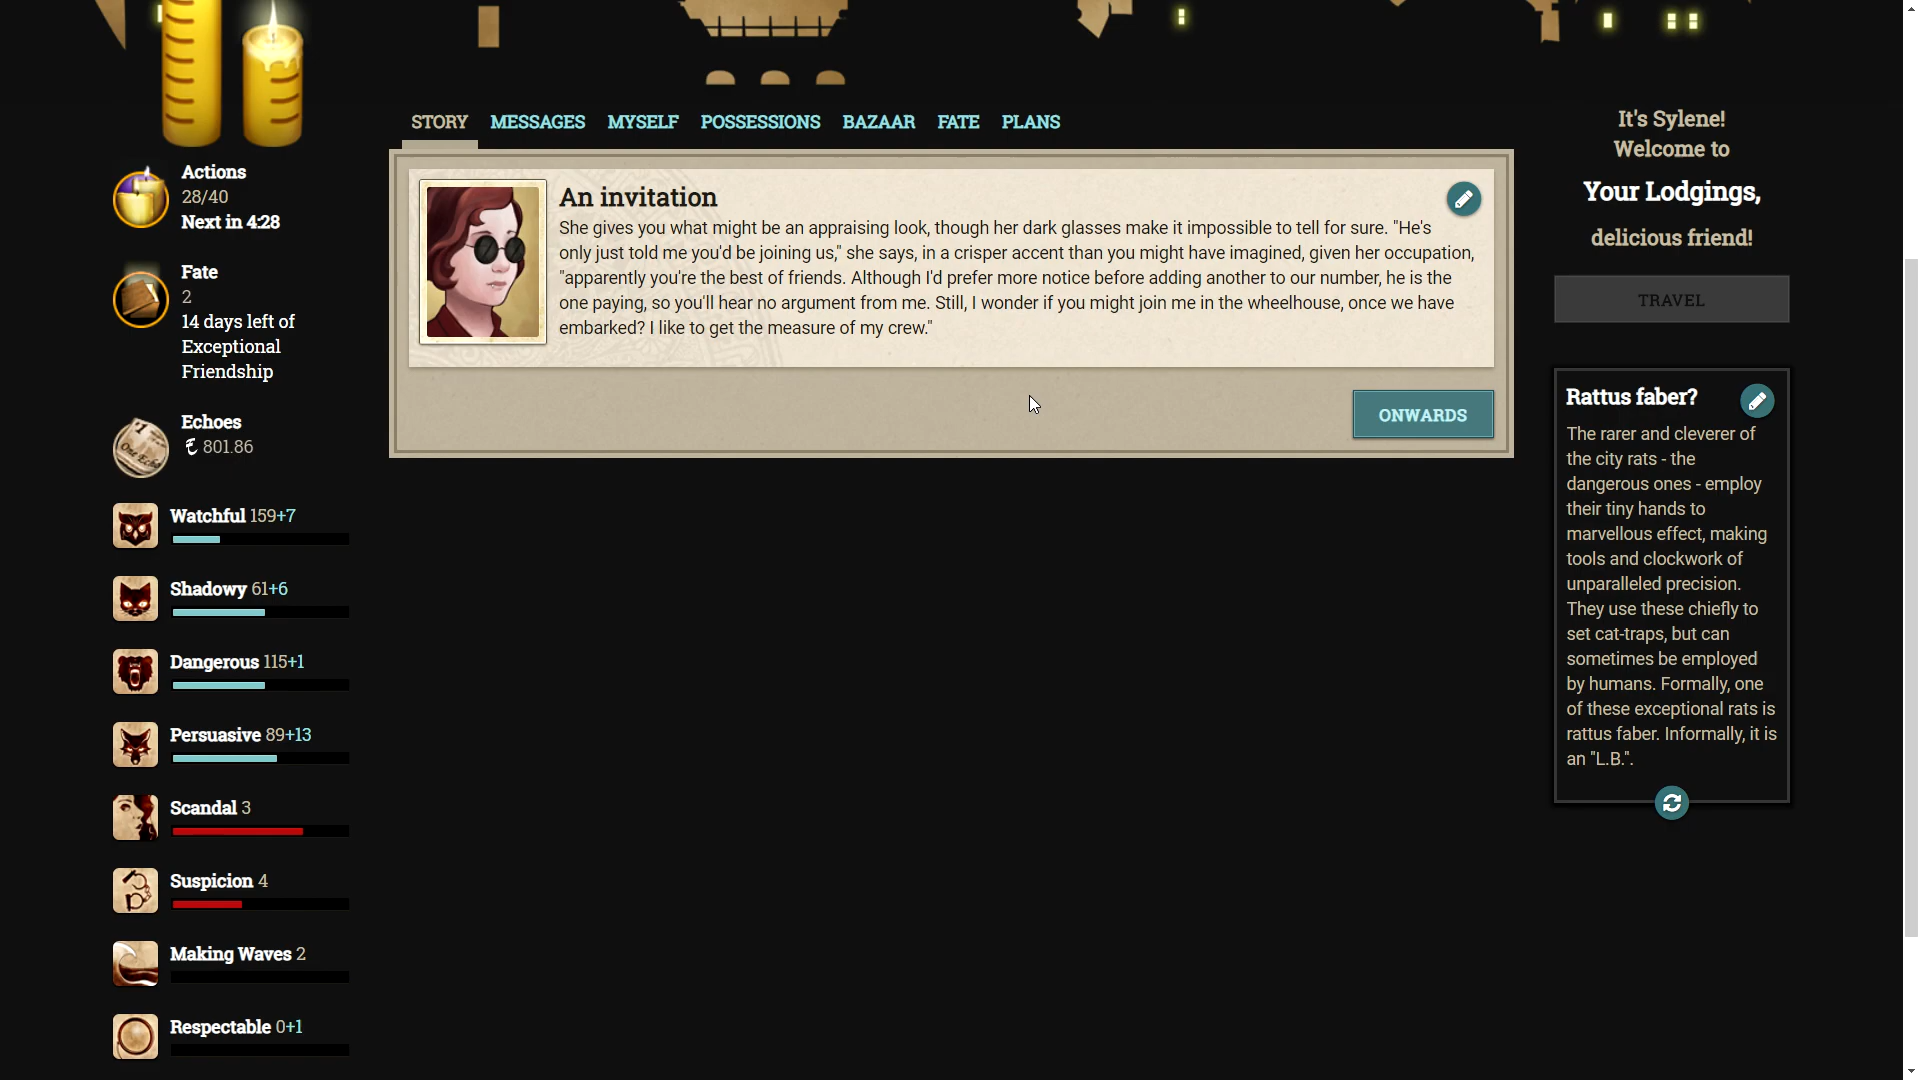 Actions
28/40
Next in 4:28
Fate
2
14 days left of
Exceptional
Friendship
Echoes
801.86
Watchful 159+7
Shadowy 61+6
Dangerous 115+1
Persuasive 89+13
Scandal 3
Suspicion 4
Making Waves 2
Respectable 0+1
STORY MESSAGES MYSELF POSSESSIONS BAZAAR FATE PLANS
An invitation
She gives you what might be an appraising look, though her dark glasses make it impossible to tell for sure. "He's
only just told me you'd be joining us," she says, in a crisper accent than you might have imagined, given her occupation,
"apparently you're the best of friends. Although I'd prefer more notice before adding another to our number, he is the
one paying, so you'll hear no argument from me. Still, I wonder if you might join me in the wheelhouse, once we have
embarked? I like to get the measure of my crew."
ONWARDS
It's Sylene!
Welcome to
Your Lodgings,
delicious friend!
TRAVEL
Rattus faber?
The rarer and cleverer of
the city rats - the
dangerous ones - employ
their tiny hands to
marvellous effect, making
tools and clockwork of
unparalleled precision.
They use these chiefly to
set cat-traps, but can
sometimes be employed
by humans. Formally, one
of these exceptional rats is
rattus faber. Informally, it is
an "L.B.".